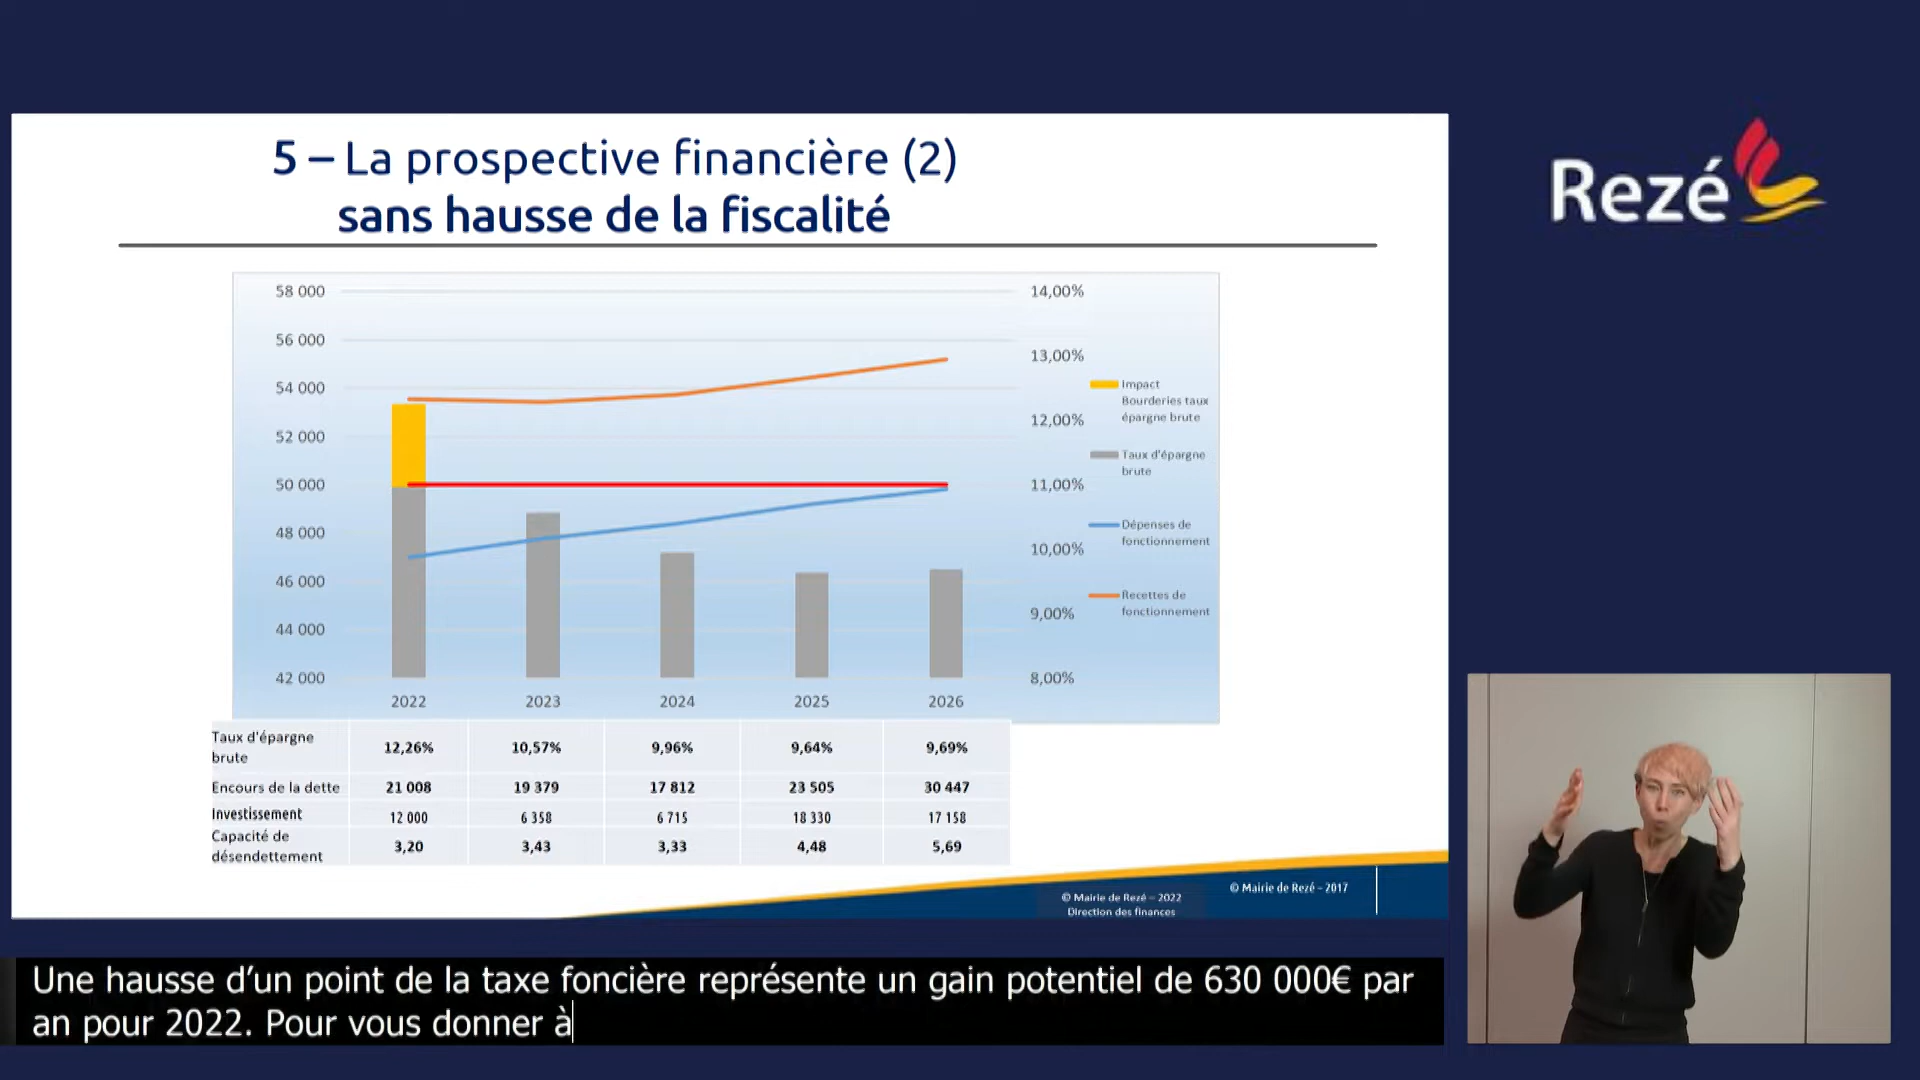 5 – La prospective financière (2)
sans hausse de la fiscalité
Rezé
58 000
56 000
54 000
52 000
50 000
48 000
46 000
44 000
42 000
14,00%
13,00%
12,00%
11,00%
10,00%
9,00%
8,00%
Impact
Bourderies taux
épargne brute
Taux d'épargne
brute
Dépenses de
fonctionnement
Recettes de
fonctionnement
2022 2023 2024 2025 2026
Taux d'épargne
brute
12,26% 10,57% 9,96% 9,64% 9,69%
Encours de la dette 21 008 19 379 17 812 23 505 30 447
Investissement 12 000 6 358 6 715 18 330 17 158
Capacité de
désendettement
3,20 3,43 3,33 4,48 5,69
© Mairie de Rezé – 2022
Direction des finances
© Mairie de Rezé - 2017
Une hausse d’un point de la taxe foncière représente un gain potentiel de 630 000€ par
an pour 2022. Pour vous donner à